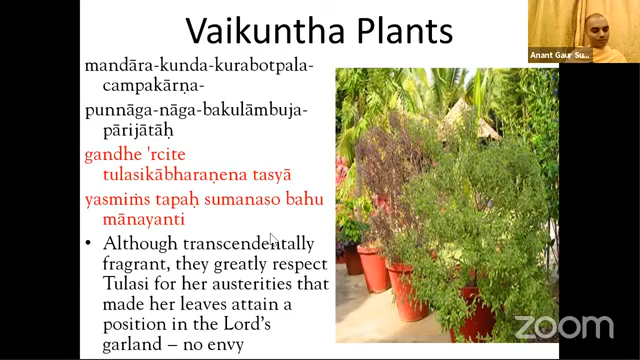 Vaikuntha Plants
mandāra-kunda-kurabotpala-
campakārṇa-
punnāga-nāga-bakulāmbuja-
pārijātāḥ
gandhe 'rcite
tulasikābharaṇena tasyā
yasmiṁs tapaḥ sumanaso bahu
mānayanti
• Although transcendentally
fragrant, they greatly respect
Tulasi for her austerities that
made her leaves attain a
position in the Lord's
garland – no envy
Anant Gaur Su...
zoom